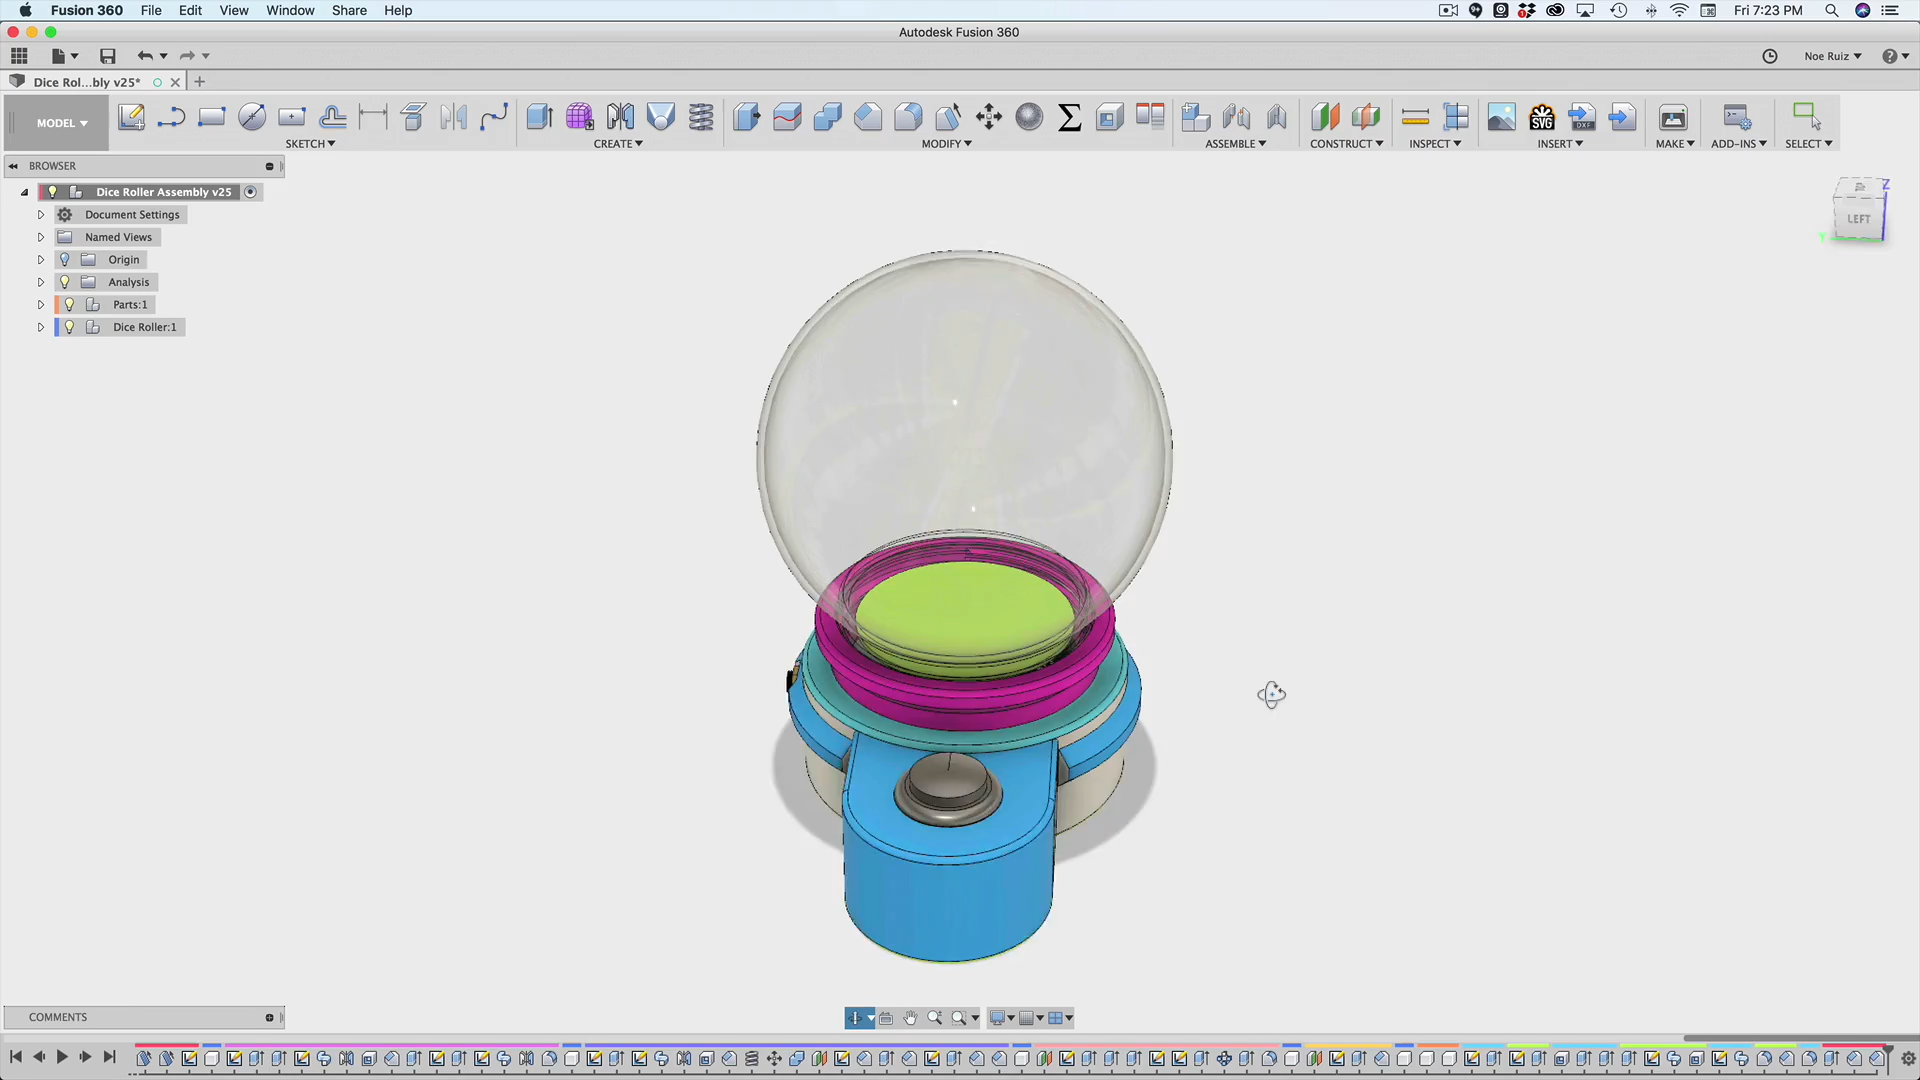 Fusion 360 File Edit View Window Share Help Fri 7:23 PM
Autodesk Fusion 360
Noe Ruiz
Dice Rol...bly v25*
MODEL
SKETCH CREATE MODIFY ASSEMBLE CONSTRUCT INSPECT INSERT MAKE ADD-INS SELECT
SVG
DXF
BROWSER
Dice Roller Assembly v25
Document Settings
Named Views
Origin
Analysis
Parts:1
Dice Roller:1
Z
LEFT
Y
COMMENTS